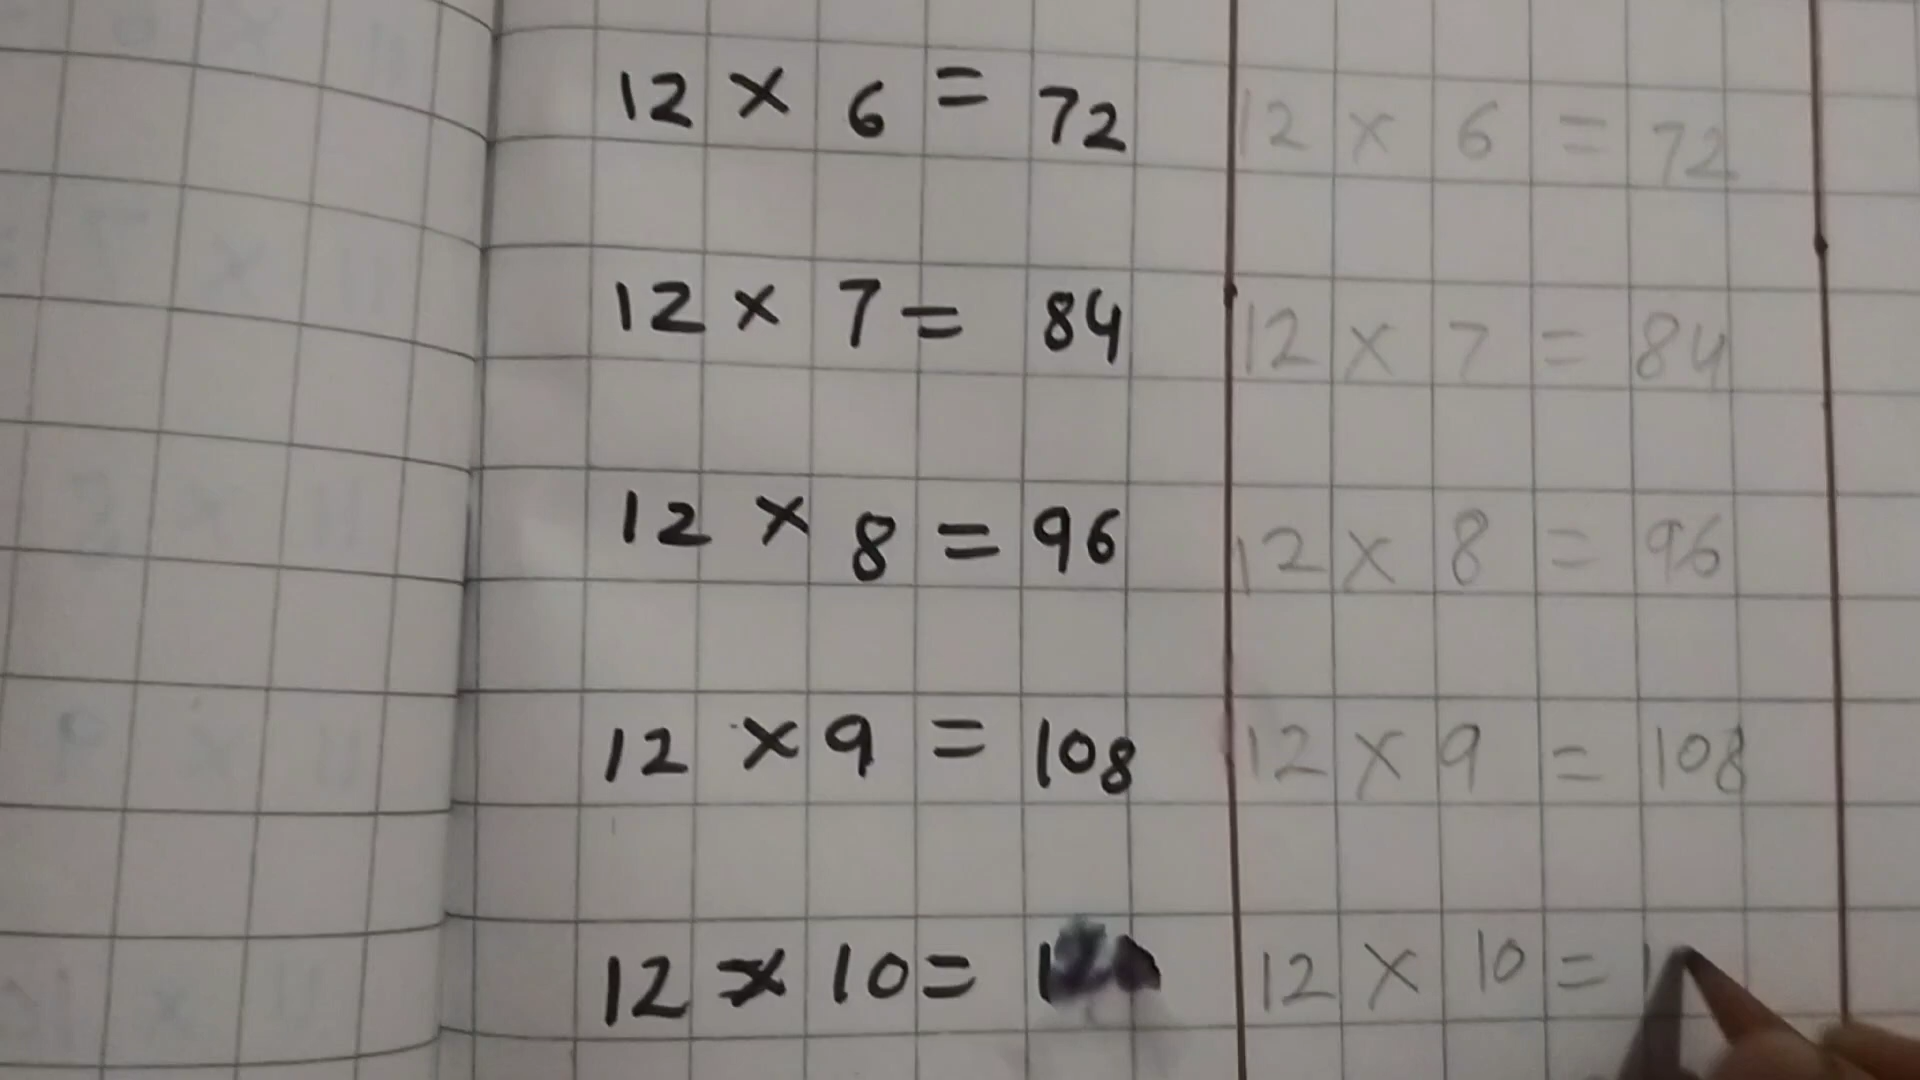 12 × 6 = 72 12 × 6 = 72
12 × 7 = 84 12 × 7 = 84
12 × 8 = 96 12 × 8 = 96
12 × 9 = 108 12 × 9 = 108
12 × 10 = 12 × 10 = 1